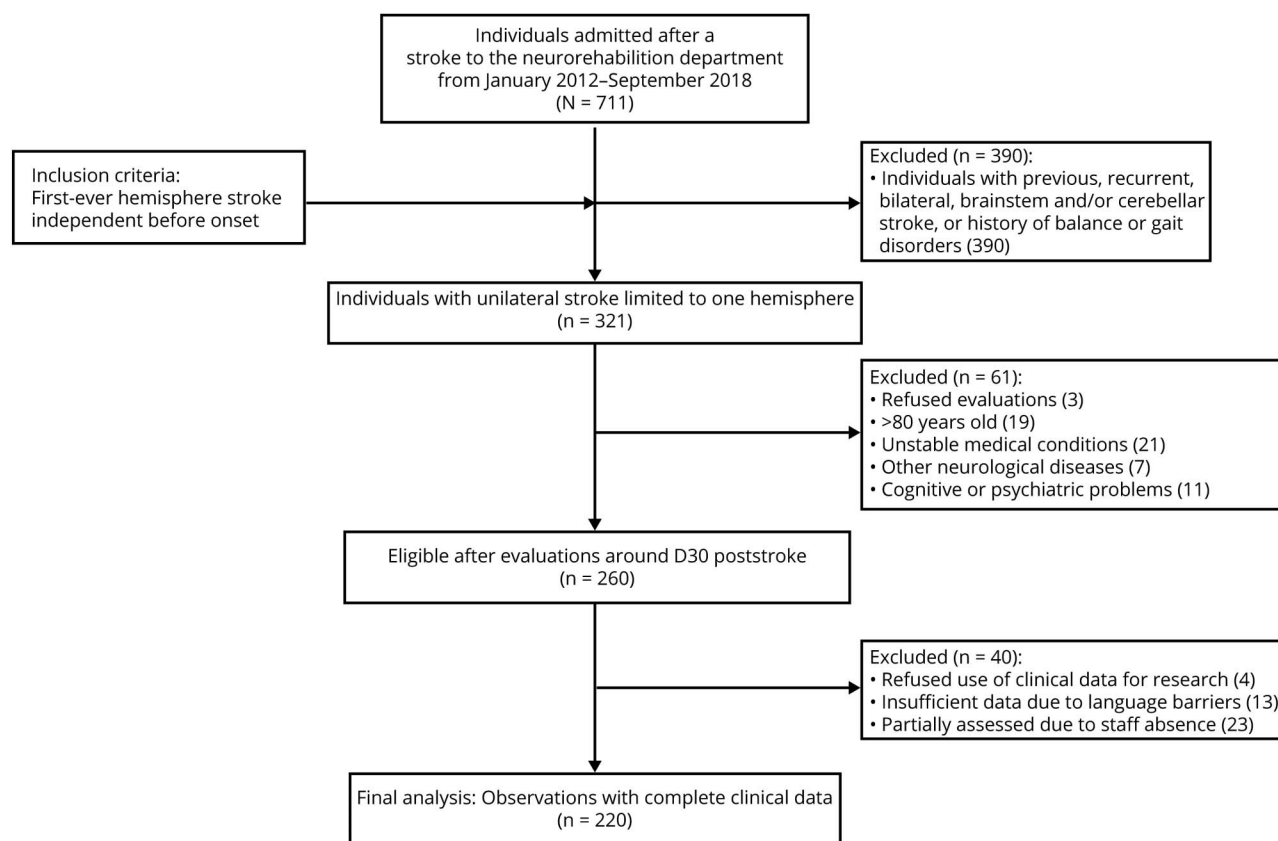 Individuals admitted after a
stroke to the neurorehabilition department
from January 2012–September 2018
(N = 711)
Inclusion criteria:
First-ever hemisphere stroke
independent before onset
Excluded (n = 390):
• Individuals with previous, recurrent,
bilateral, brainstem and/or cerebellar
stroke, or history of balance or gait
disorders (390)
Individuals with unilateral stroke limited to one hemisphere
(n = 321)
Excluded (n = 61):
• Refused evaluations (3)
• >80 years old (19)
• Unstable medical conditions (21)
• Other neurological diseases (7)
• Cognitive or psychiatric problems (11)
Eligible after evaluations around D30 poststroke
(n = 260)
Excluded (n = 40):
• Refused use of clinical data for research (4)
• Insufficient data due to language barriers (13)
• Partially assessed due to staff absence (23)
Final analysis: Observations with complete clinical data
(n = 220)